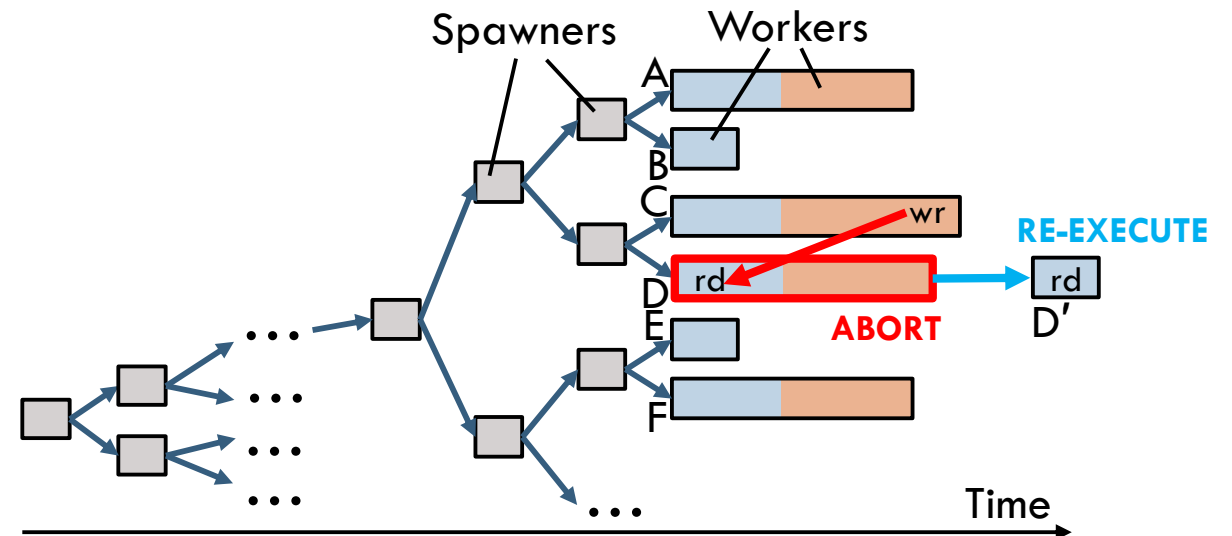 Spawners
Workers
A
B
C
wr
RE-EXECUTE
D
rd
rd
ABORT
D'
E
F
...
...
...
...
...
Time